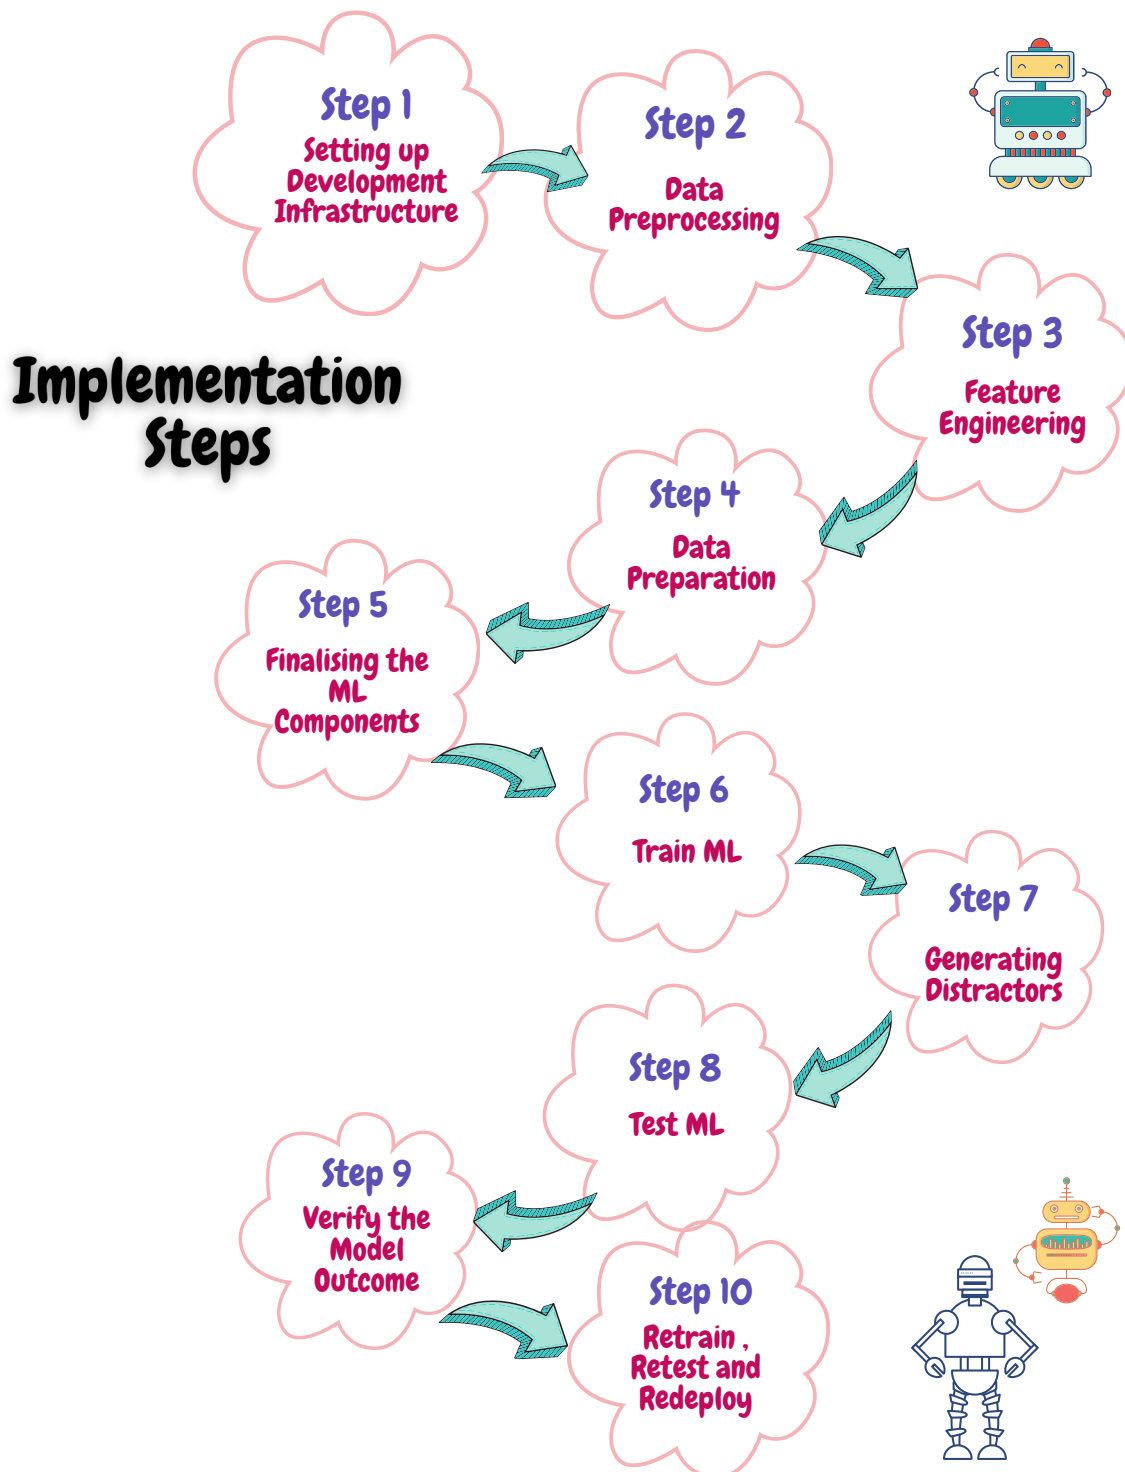 Step 1
Setting up
Development
Infrastructure
Step 2
Data
Preprocessing
Step 3
Feature
Engineering
Implementation
Steps
Step 4
Data
Preparation
Step 5
Finalising the
ML
Components
Step 6
Train ML
Step 7
Generating
Distractors
Step 8
Test ML
Step 9
Verify the
Model
Outcome
Step 10
Retrain ,
Retest and
Redeploy